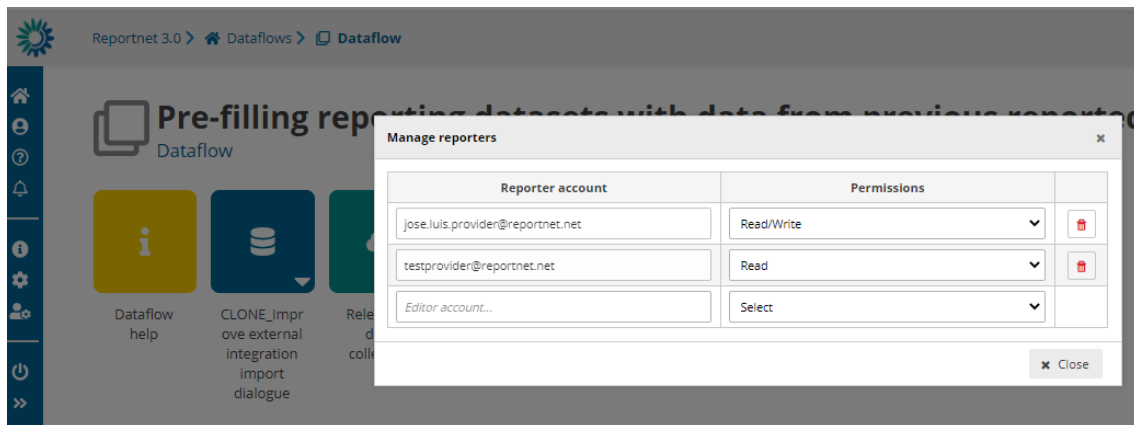 Reportnet 3.0 Dataflows Dataflow
Pre-filling reporting datasets with data from previous reported
Dataflow
Manage reporters
Reporter account Permissions
jose.luis.provider@reportnet.net Read/Write
testprovider@reportnet.net Read
Editor account... Select
Close
Dataflow
help
CLONE_Impr
ove external
integration
import
dialogue
Rele
d
colle